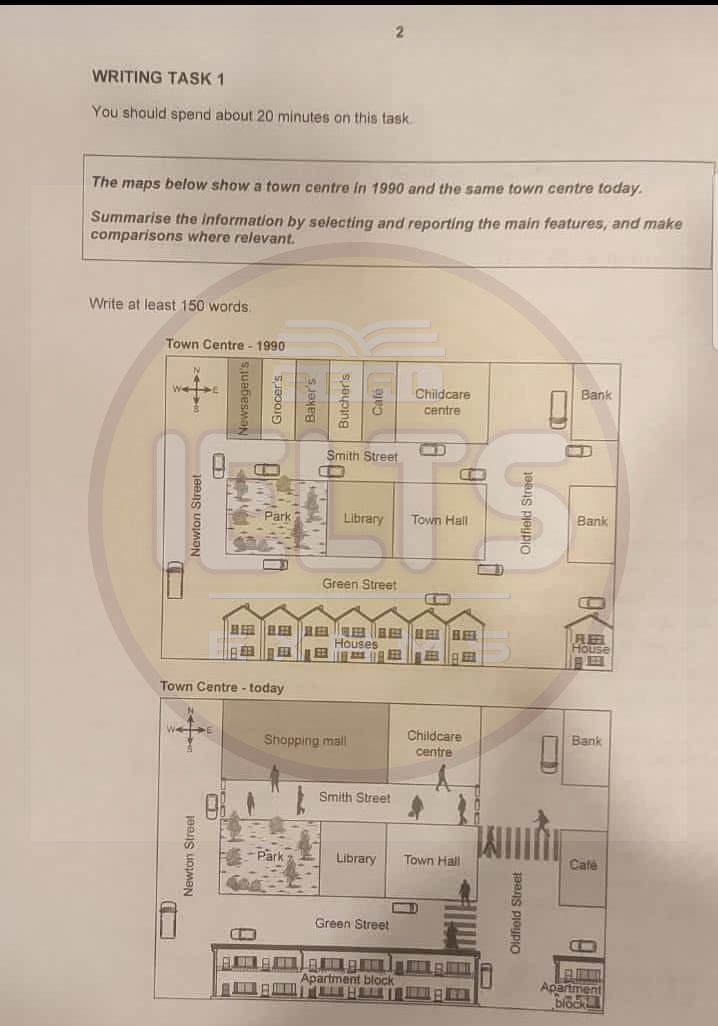 2
WRITING TASK 1
You should spend about 20 minutes on this task.
The maps below show a town centre in 1990 and the same town centre today.
Summarise the information by selecting and reporting the main features, and make
comparisons where relevant.
Write at least 150 words.
Town Centre - 1990
N
W E
S
Newsagent's
Grocer's
Baker's
Butcher's
Café
Childcare
centre
Bank
Smith Street
Newton Street
Park
Library
Town Hall
Oldfield Street
Bank
Green Street
Houses
House
IELTS
EXAMS
Town Centre - today
N
W E
S
Shopping mall
Childcare
centre
Bank
Smith Street
Newton Street
Park
Library
Town Hall
Oldfield Street
Café
Green Street
Apartment block
Apartment
block